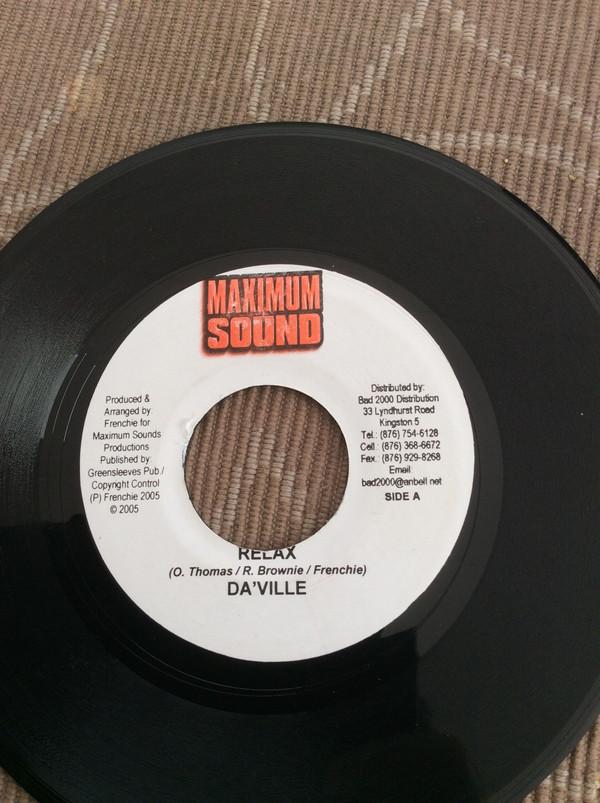 MAXIMUM
SOUND
Produced &
Arranged by
Frenchie for
Maximum Sounds
Productions
Published by:
Greensleeves Pub./
Copyright Control
(P) Frenchie 2005
© 2005
Distributed by:
Bad 2000 Distribution
33 Lyndhurst Road
Kingston 5
Tel.: (876) 754-6128
Cell: (876) 368-6672
Fax.: (876) 929-8268
Email
bad2000@anbell.net
SIDE A
RELAX
(O. Thomas / R. Brownie / Frenchie)
DA'VILLE